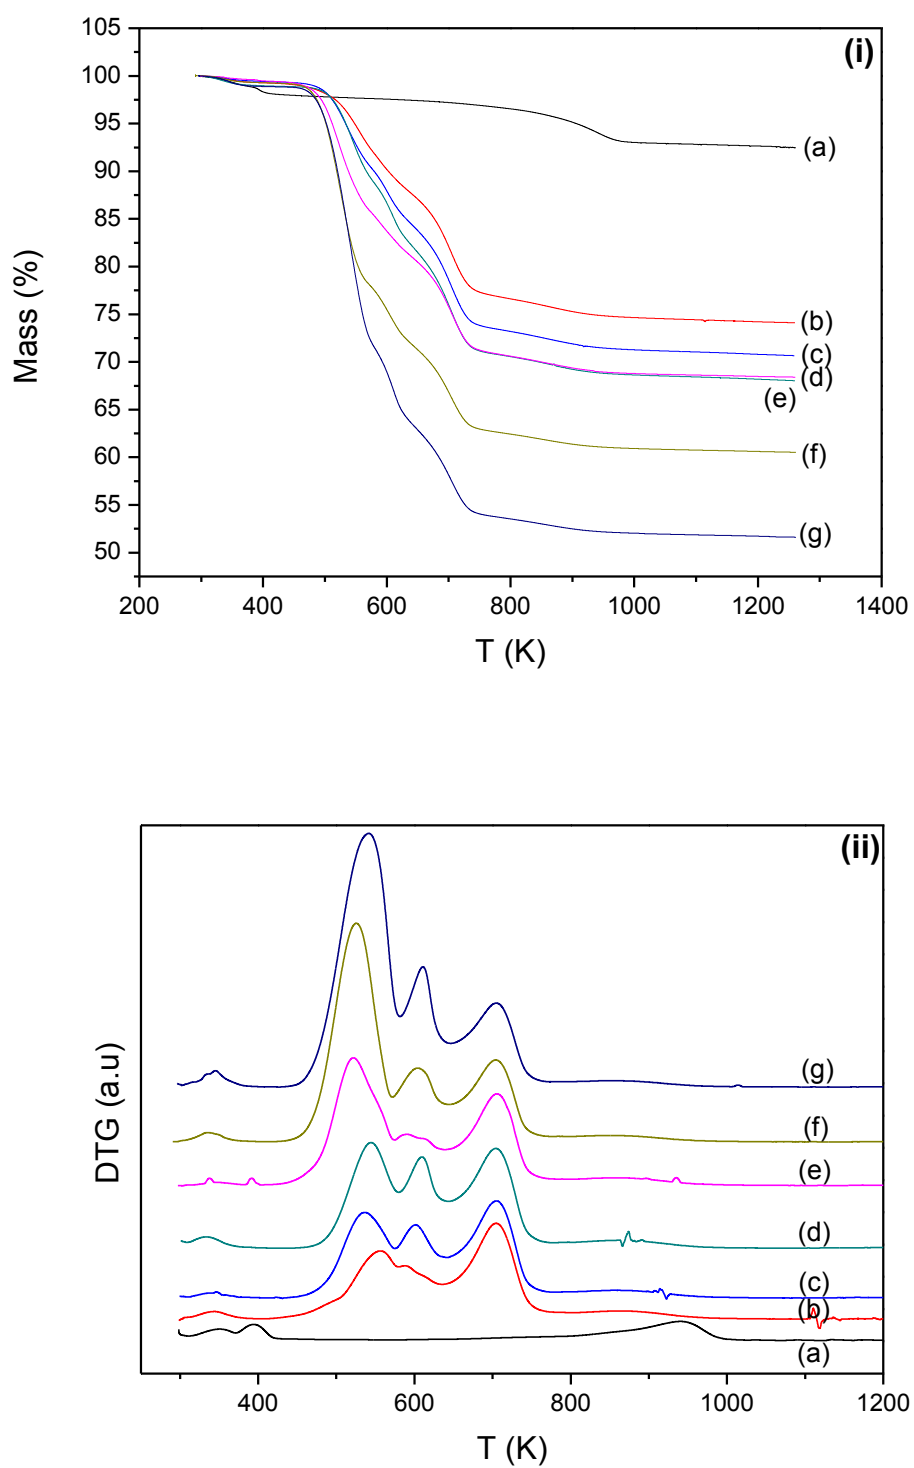 105
(i)
100
95
(a)
90
85
80
Mass (%)
75
(b)
(c)
70
(d)
(e)
65
60
(f)
55
(g)
50
200 400 600 800 1000 1200 1400
T (K)
(ii)
DTG (a.u)
(g)
(f)
(e)
(d)
(c)
(b)
(a)
400 600 800 1000 1200
T (K)